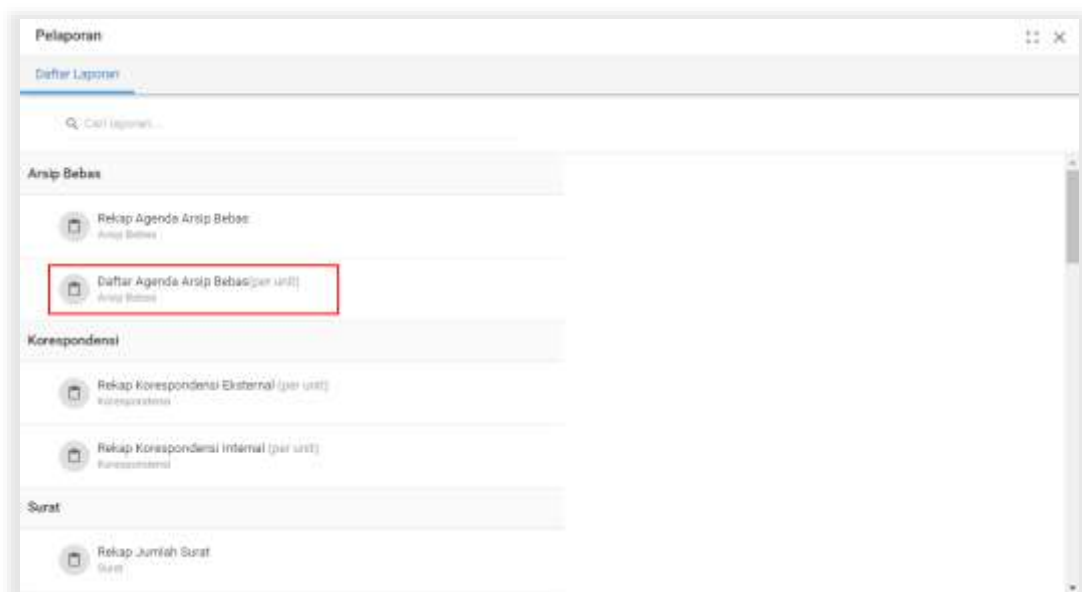 Pelaporan
Daftar Laporan
Cari laporan...
Arsip Bebas
Rekap Agenda Arsip Bebas
Arsip Bebas
Daftar Agenda Arsip Bebas(per unit)
Arsip Bebas
Korespondensi
Rekap Korespondensi Eksternal (per unit)
Korespondensi
Rekap Korespondensi Internal (per unit)
Korespondensi
Surat
Rekap Jumlah Surat
Surat